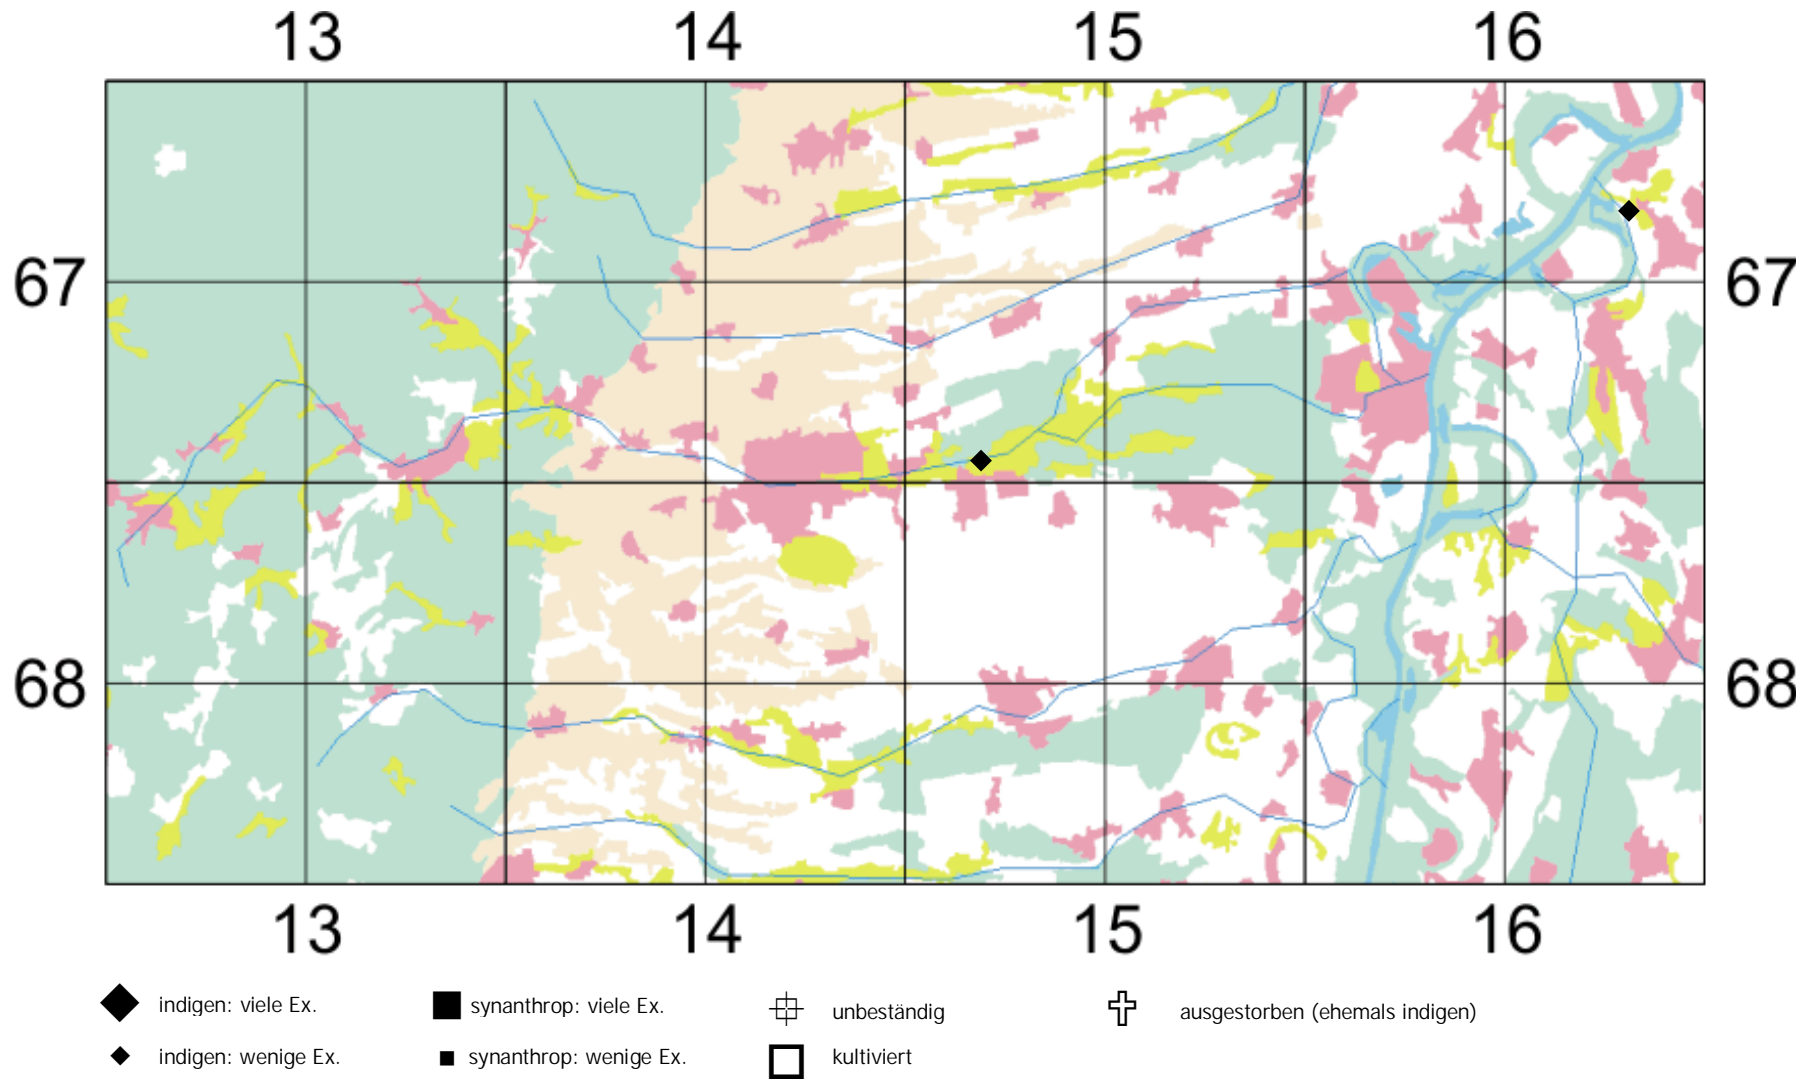 13 14 15 16
67 67
68 68
13 14 15 16
indigen: viele Ex. synanthrop: viele Ex. unbeständig ausgestorben (ehemals indigen)
indigen: wenige Ex. synanthrop: wenige Ex. kultiviert